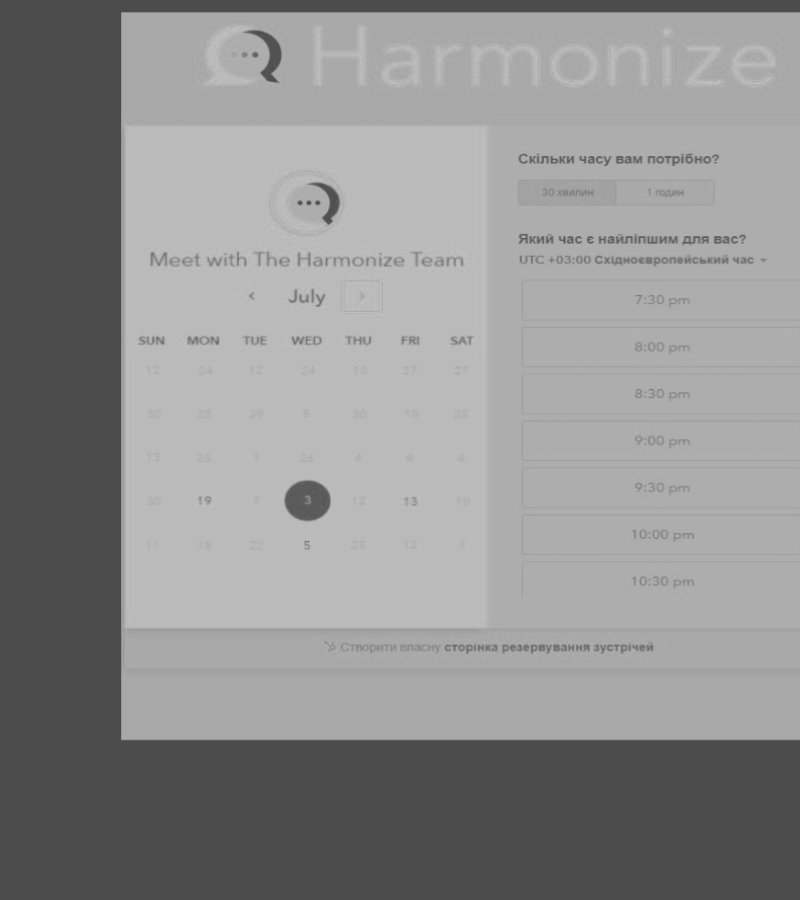 Harmonize
Meet with The Harmonize Team
July
SUN MON TUE WED THU FRI SAT
12 24 12 24 10 27 27
30 28 29 5 30 10 25
13 25 1 26 4 4 4
30 19 7 3 12 13 10
11 18 22 5 25 12 7
Скільки часу вам потрібно?
30 хвилин 1 годин
Який час є найліпшим для вас?
UTC +03:00 Східноєвропейський час
7:30 pm
8:00 pm
8:30 pm
9:00 pm
9:30 pm
10:00 pm
10:30 pm
Створити власну сторінка резервування зустрічей